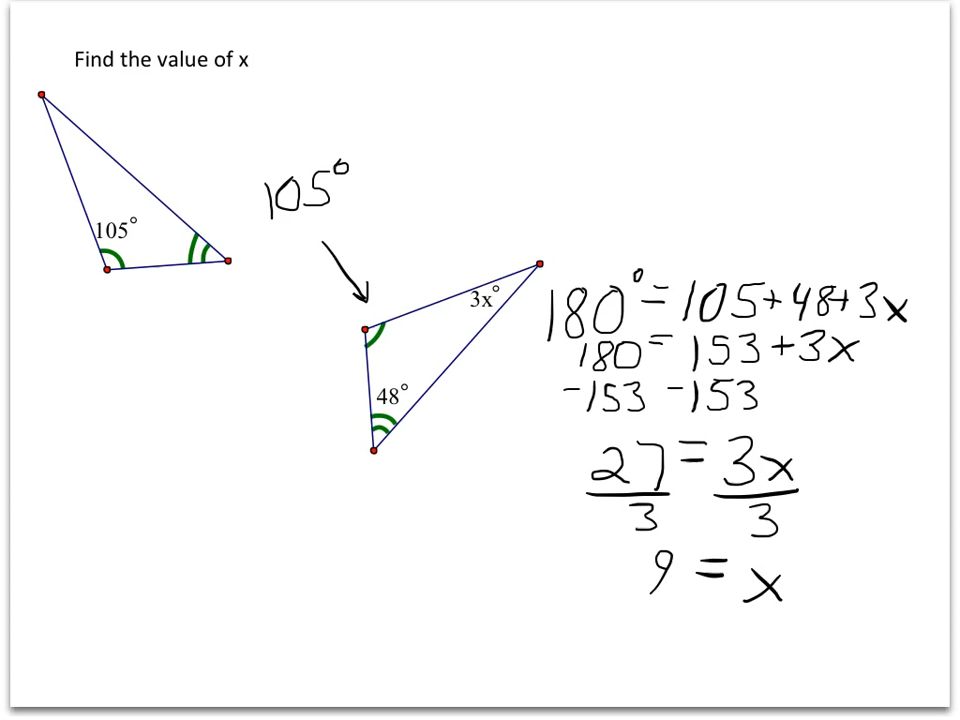 Find the value of x
105°
105°
3x°
48°
180° = 105 + 48 + 3x
180 = 153 + 3x
-153 -153
27 = 3x
3 3
9 = x